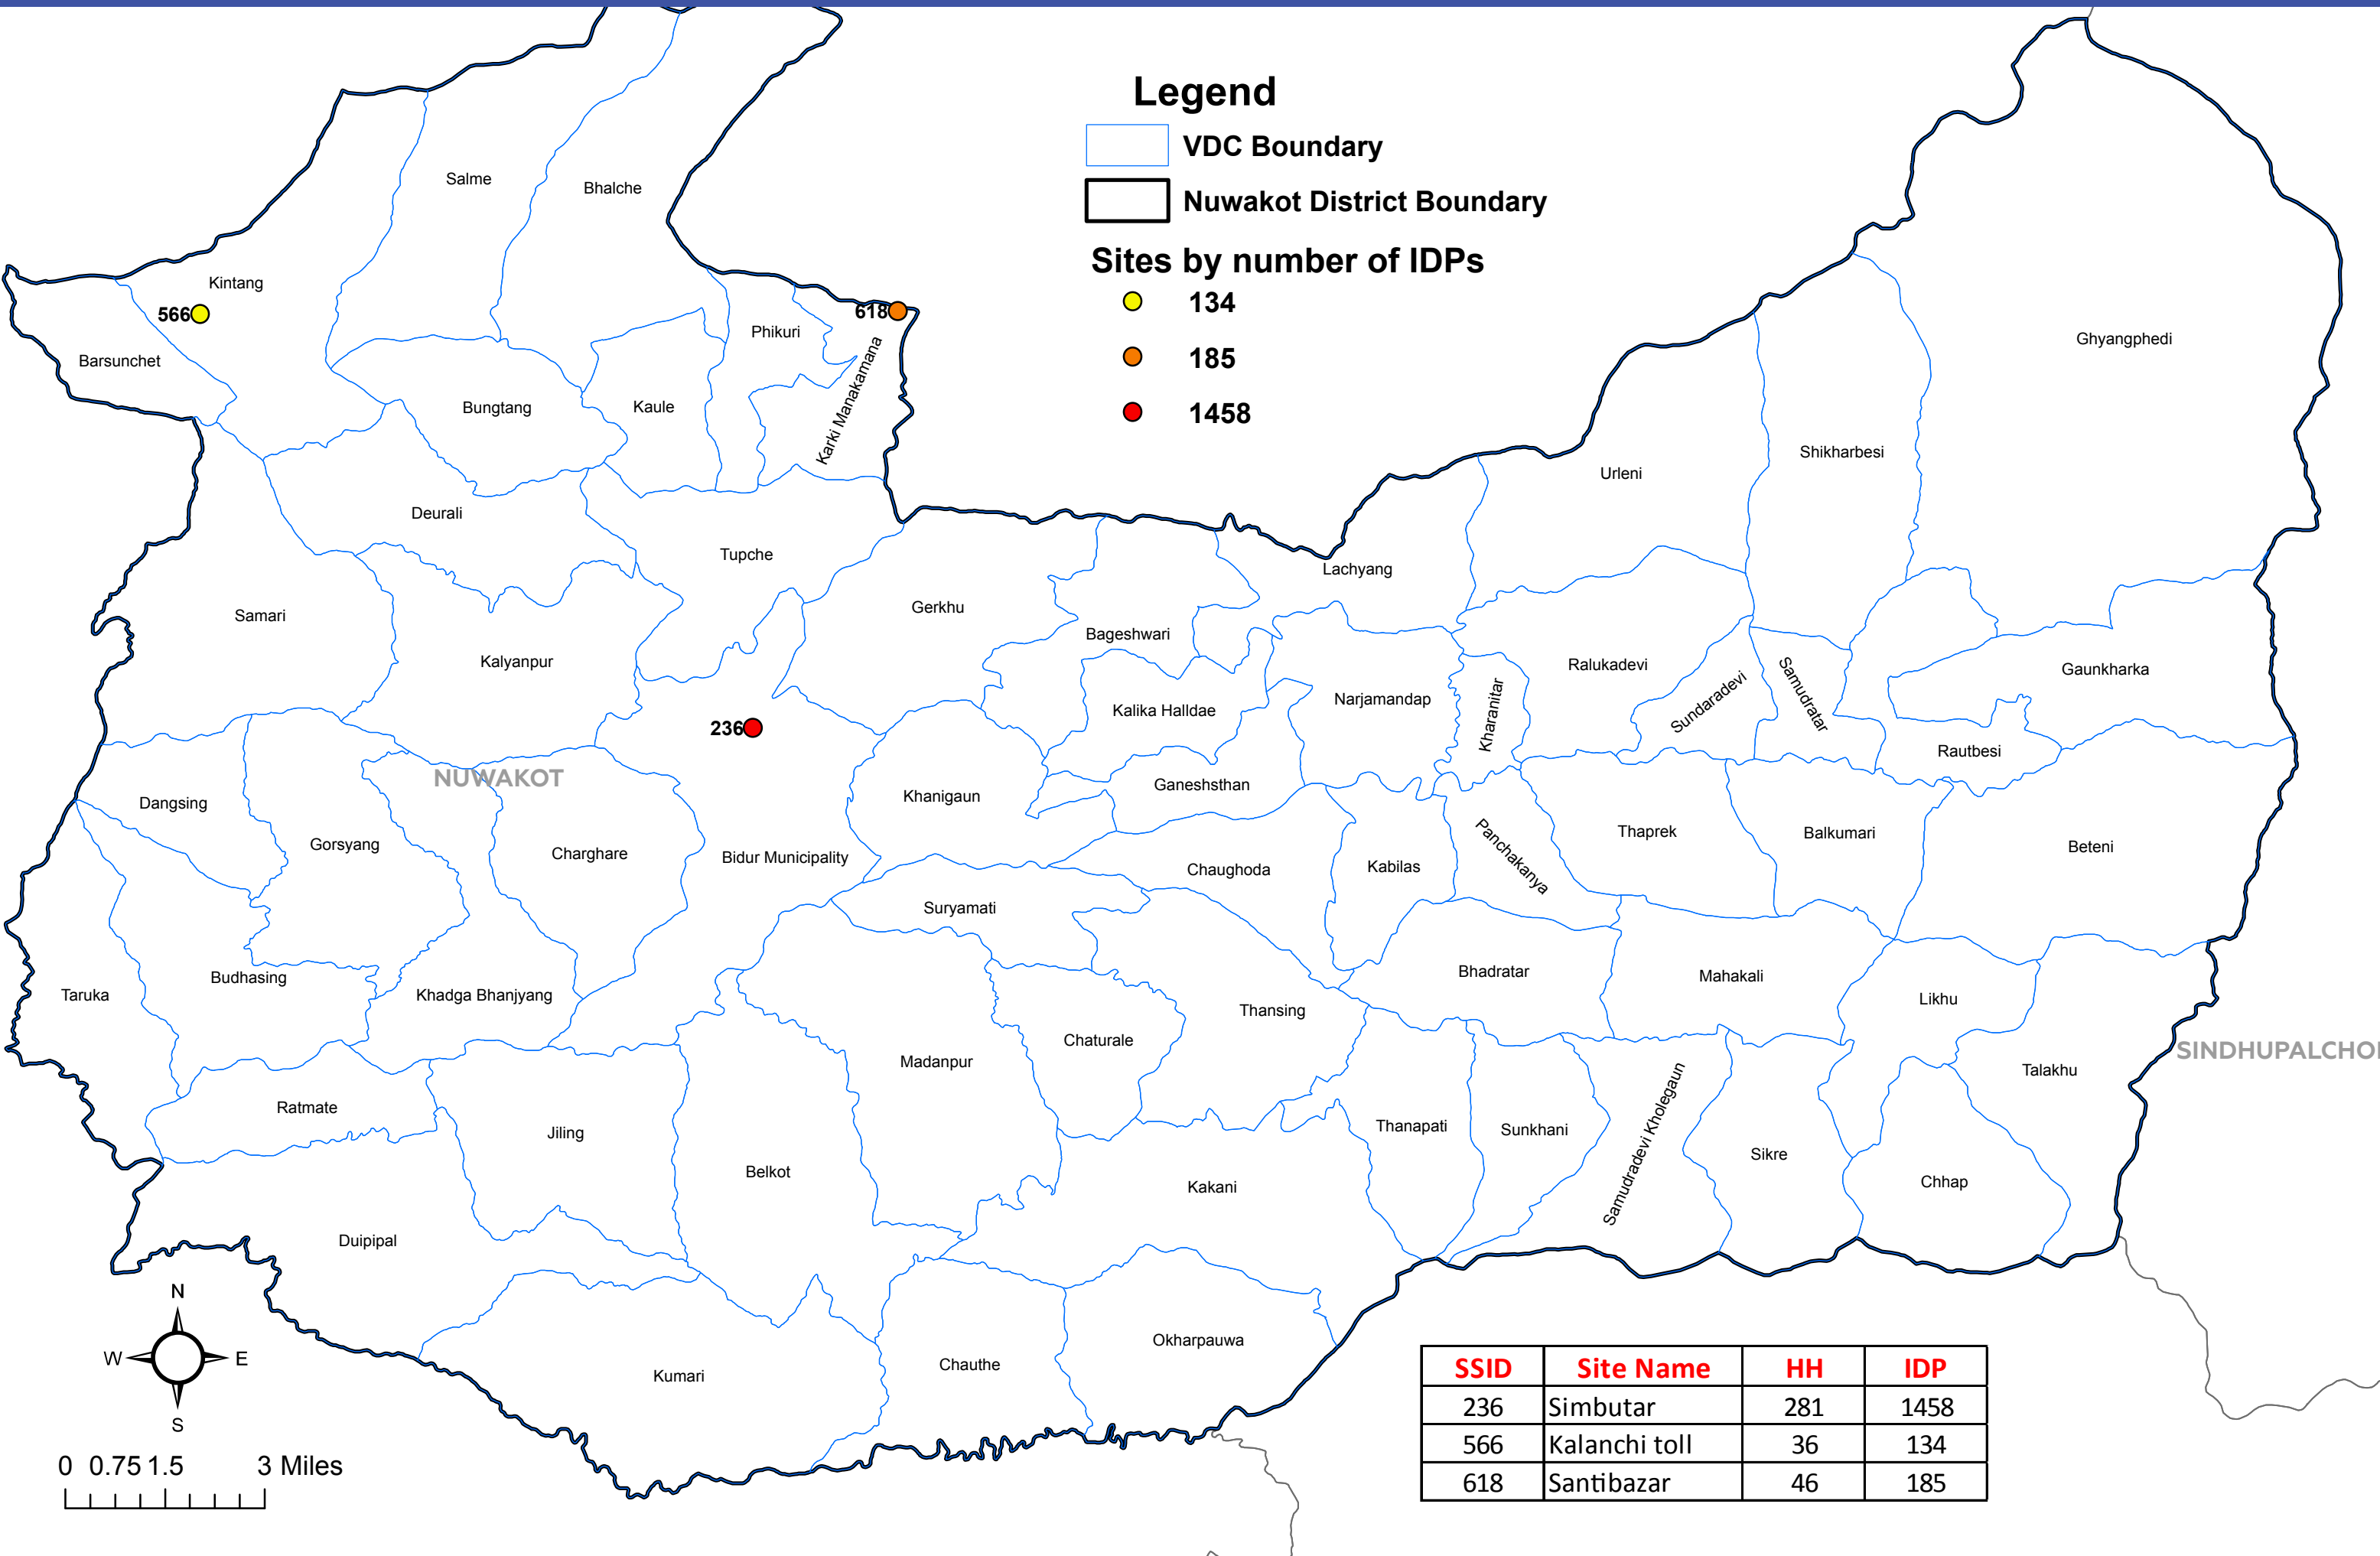 Legend
VDC Boundary
Nuwakot District Boundary
Sites by number of IDPs
134
185
1458
Salme
Bhalche
Kintang
566
618
Phikuri
Barsunchet
Karki Manakamana
Bungtang
Kaule
Ghyangphedi
Shikharbesi
Urleni
Deurali
Tupche
Lachyang
Gerkhu
Samari
Bageshwari
Kalyanpur
Ralukadevi
Gaunkharka
Narjamandap
Sundaradevi
Samudratar
Kharanitar
Kalika Halldae
236
Rautbesi
NUWAKOT
Ganeshsthan
Khanigaun
Dangsing
Thaprek
Balkumari
Gorsyang
Beteni
Charghare
Bidur Municipality
Panchakanya
Chaughoda
Kabilas
Suryamati
Bhadratar
Mahakali
Budhasing
Taruka
Khadga Bhanjyang
Likhu
Thansing
Chaturale
SINDHUPALCHO
Madanpur
Talakhu
Ratmate
Thanapati
Sunkhani
Samudradevi Kholegaun
Jiling
Sikre
Belkot
Chhap
Kakani
Duipipal
N
W E
S
Okharpauwa
Chauthe
Kumari
0 0.75 1.5 3 Miles
SSID Site Name HH IDP
236 Simbutar 281 1458
566 Kalanchi toll 36 134
618 Santibazar 46 185